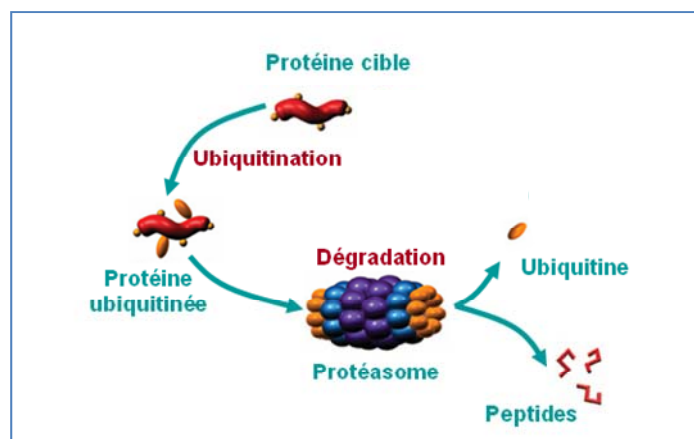 Protéine cible
Ubiquitination
Protéine
ubiquitinée
Dégradation
Protéasome
Ubiquitine
Peptides